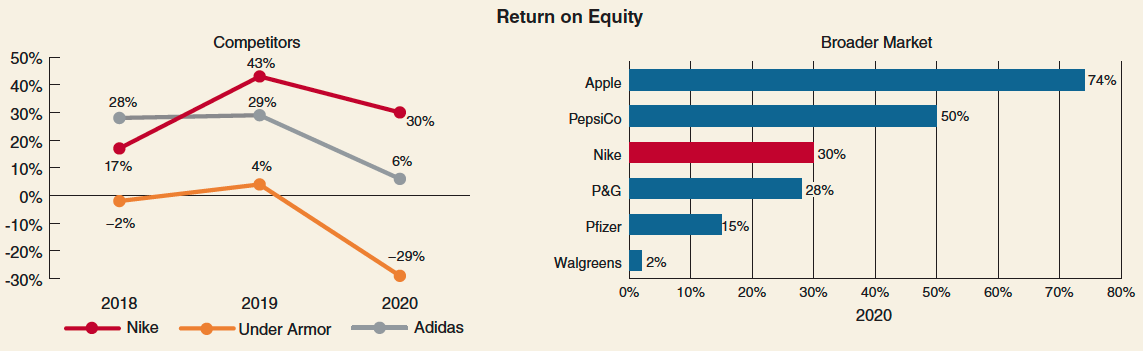 Return on Equity
Competitors
50%
40%
30%
20%
10%
0%
-10%
-20%
-30%
28%
17%
–2%
43%
29%
4%
30%
6%
–29%
2018 2019 2020
Nike Under Armor Adidas
Broader Market
Apple 74%
PepsiCo 50%
Nike 30%
P&G 28%
Pfizer 15%
Walgreens 2%
0% 10% 20% 30% 40% 50% 60% 70% 80%
2020